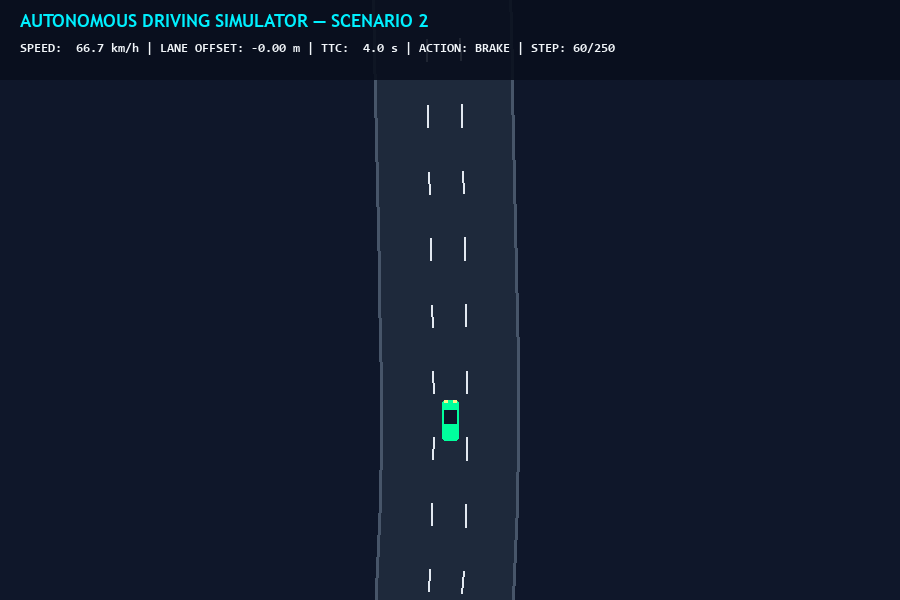 AUTONOMOUS DRIVING SIMULATOR — SCENARIO 2
SPEED:  66.7 km/h | LANE OFFSET: -0.00 m | TTC:  4.0 s | ACTION: BRAKE | STEP: 60/250